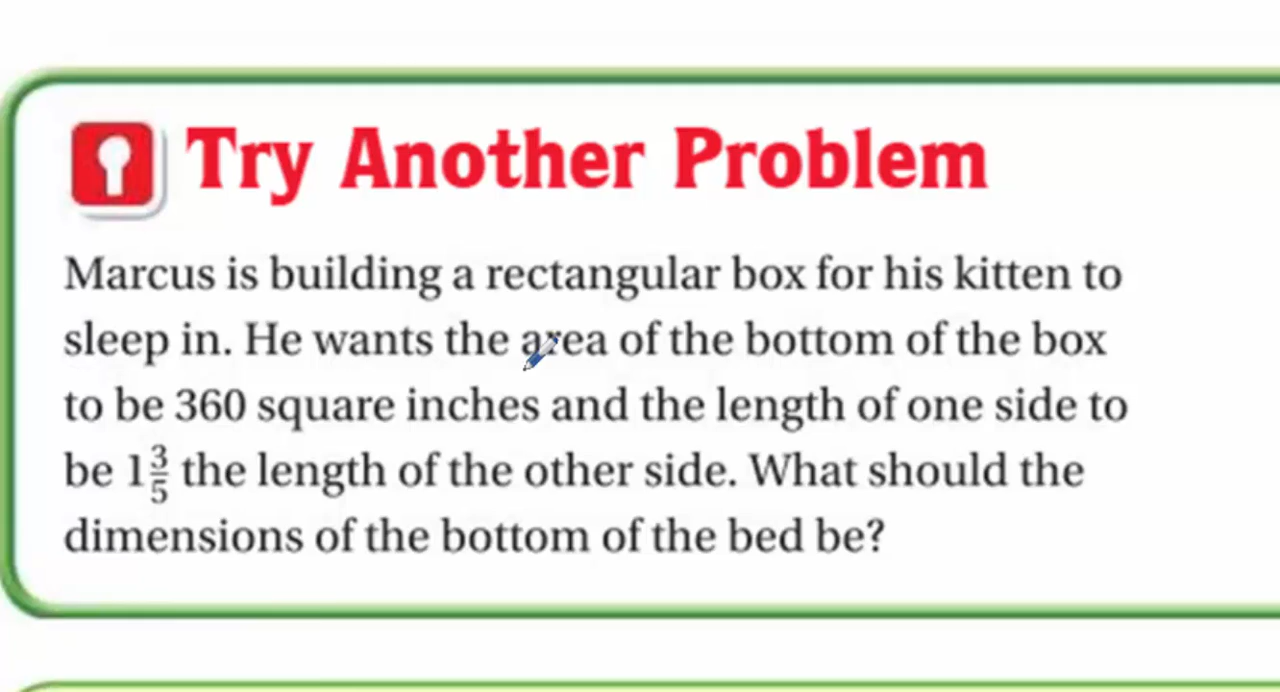 Try Another Problem
Marcus is building a rectangular box for his kitten to
sleep in. He wants the area of the bottom of the box
to be 360 square inches and the length of one side to
be 1 3/5 the length of the other side. What should the
dimensions of the bottom of the bed be?